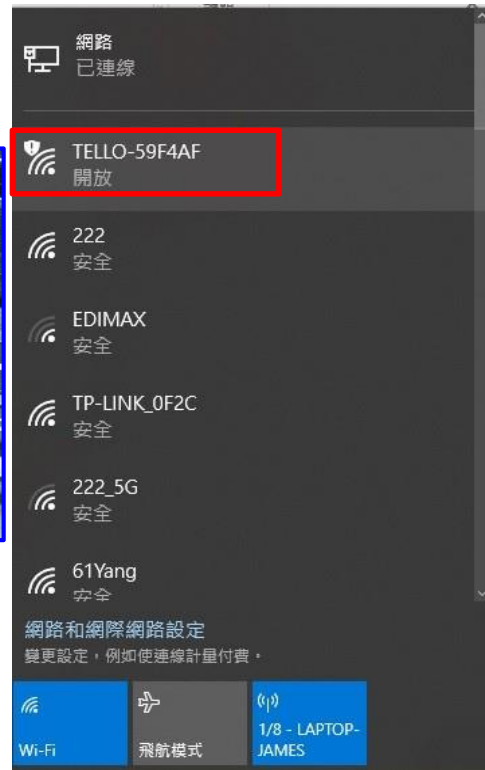 網路
已連線
TELLO-59F4AF
開放
222
安全
EDIMAX
安全
TP-LINK_0F2C
安全
222_5G
安全
61Yang
安全
網路和網際網路設定
變更設定，例如使連線計量付費。
Wi-Fi
飛航模式
1/8 - LAPTOP-
JAMES